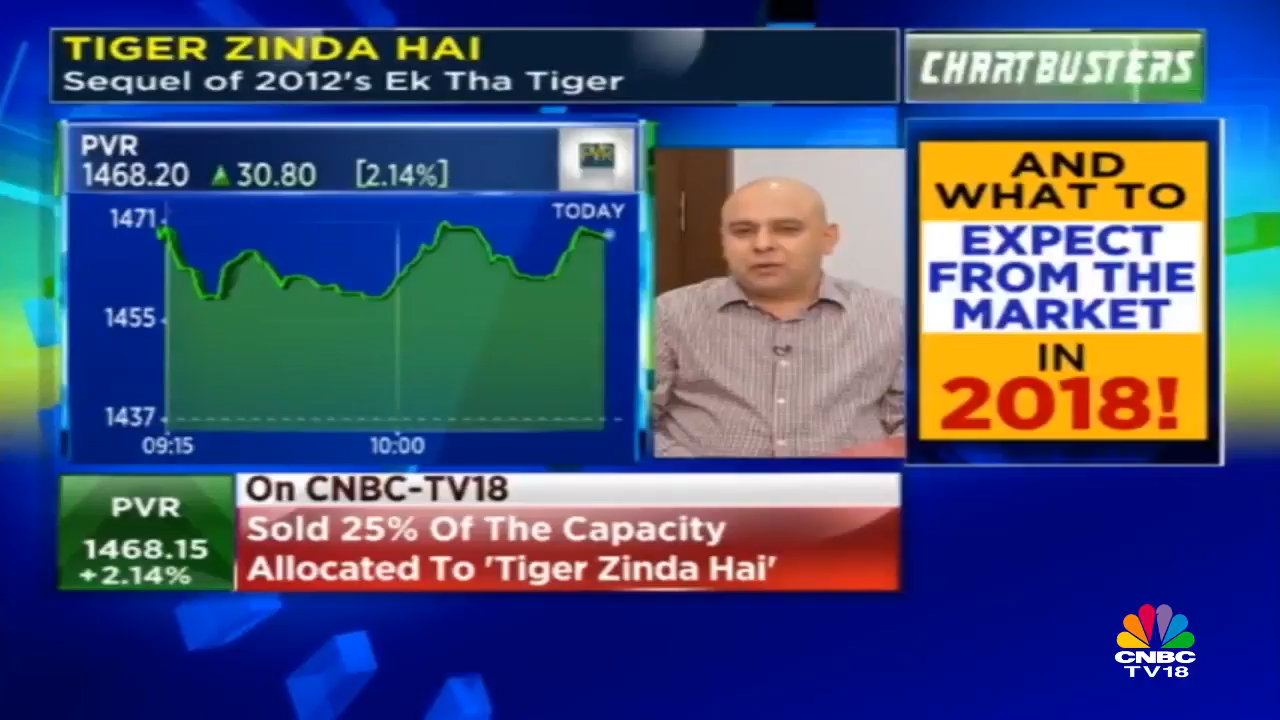 TIGER ZINDA HAI
Sequel of 2012's Ek Tha Tiger
CHARTBUSTERS
PVR
1468.20 ▲ 30.80 [2.14%]
PVR
TODAY
1471
1455
1437
09:15 10:00
AND
WHAT TO
EXPECT
FROM THE
MARKET
IN
2018!
PVR
1468.15
+2.14%
On CNBC-TV18
Sold 25% Of The Capacity
Allocated To 'Tiger Zinda Hai'
CNBC
TV18